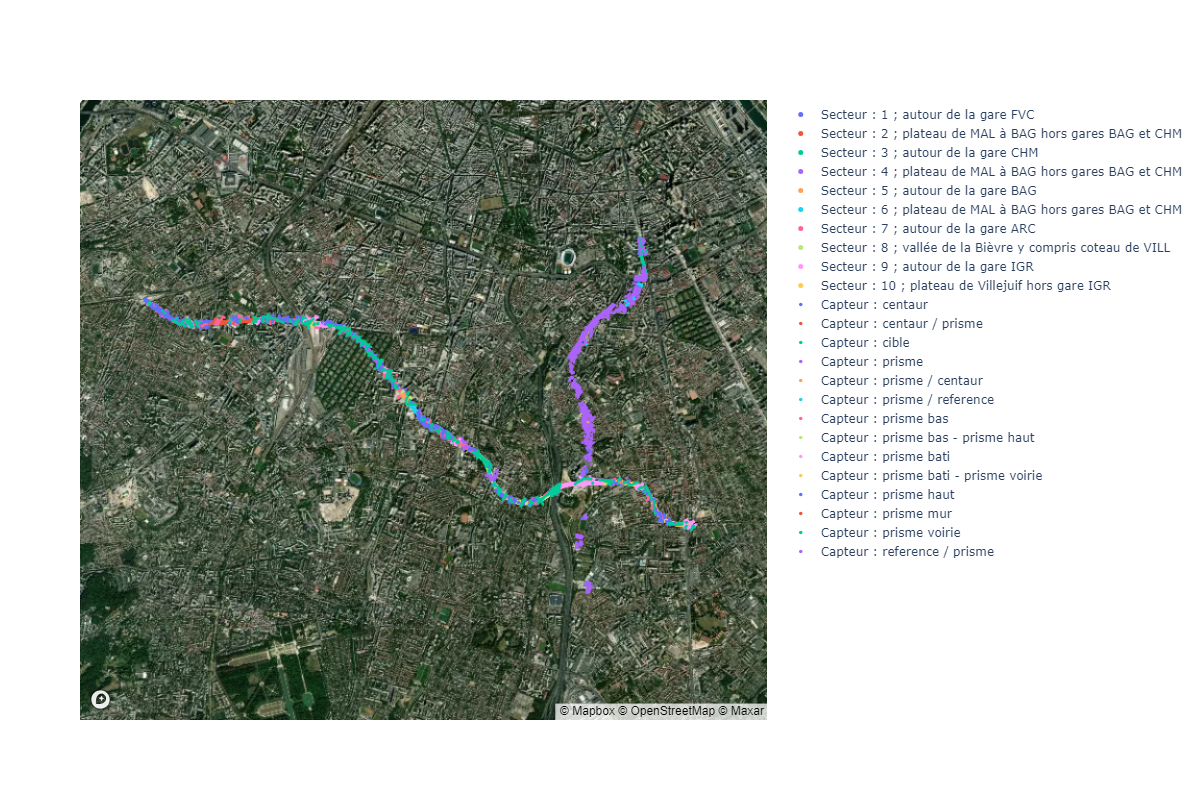 Secteur : 1 ; autour de la gare FVC
Secteur : 2 ; plateau de MAL à BAG hors gares BAG et CHM
Secteur : 3 ; autour de la gare CHM
Secteur : 4 ; plateau de MAL à BAG hors gares BAG et CHM
Secteur : 5 ; autour de la gare BAG
Secteur : 6 ; plateau de MAL à BAG hors gares BAG et CHM
Secteur : 7 ; autour de la gare ARC
Secteur : 8 ; vallée de la Bièvre y compris coteau de VILL
Secteur : 9 ; autour de la gare IGR
Secteur : 10 ; plateau de Villejuif hors gare IGR
Capteur : centaur
Capteur : centaur / prisme
Capteur : cible
Capteur : prisme
Capteur : prisme / centaur
Capteur : prisme / reference
Capteur : prisme bas
Capteur : prisme bas - prisme haut
Capteur : prisme bati
Capteur : prisme bati - prisme voirie
Capteur : prisme haut
Capteur : prisme mur
Capteur : prisme voirie
Capteur : reference / prisme
© Mapbox © OpenStreetMap © Maxar